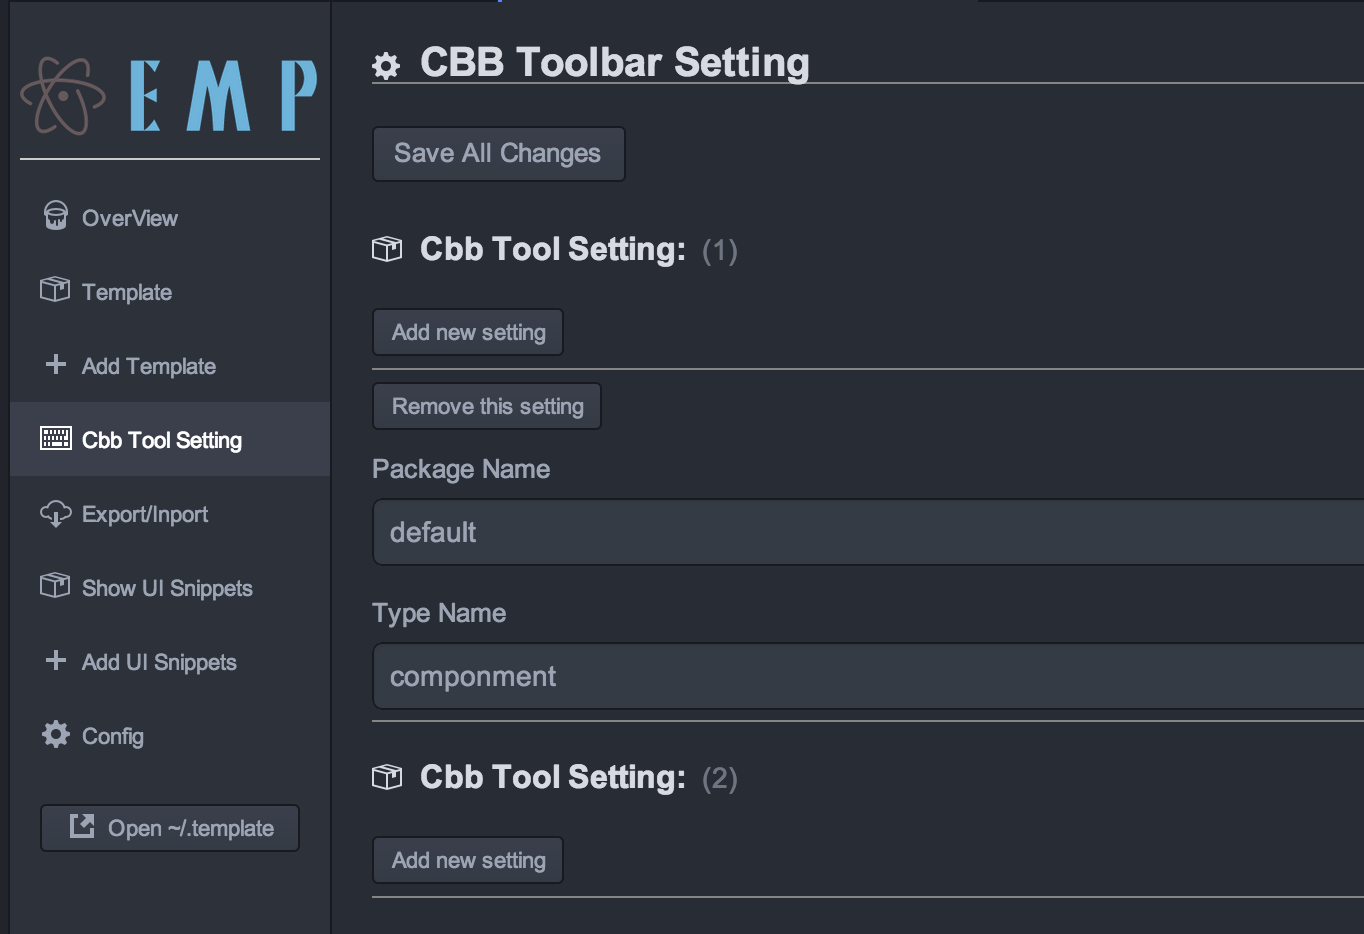 EMP
OverView
Template
Add Template
Cbb Tool Setting
Export/Inport
Show UI Snippets
Add UI Snippets
Config
Open ~/.template
CBB Toolbar Setting
Save All Changes
Cbb Tool Setting: (1)
Add new setting
Remove this setting
Package Name
default
Type Name
componment
Cbb Tool Setting: (2)
Add new setting